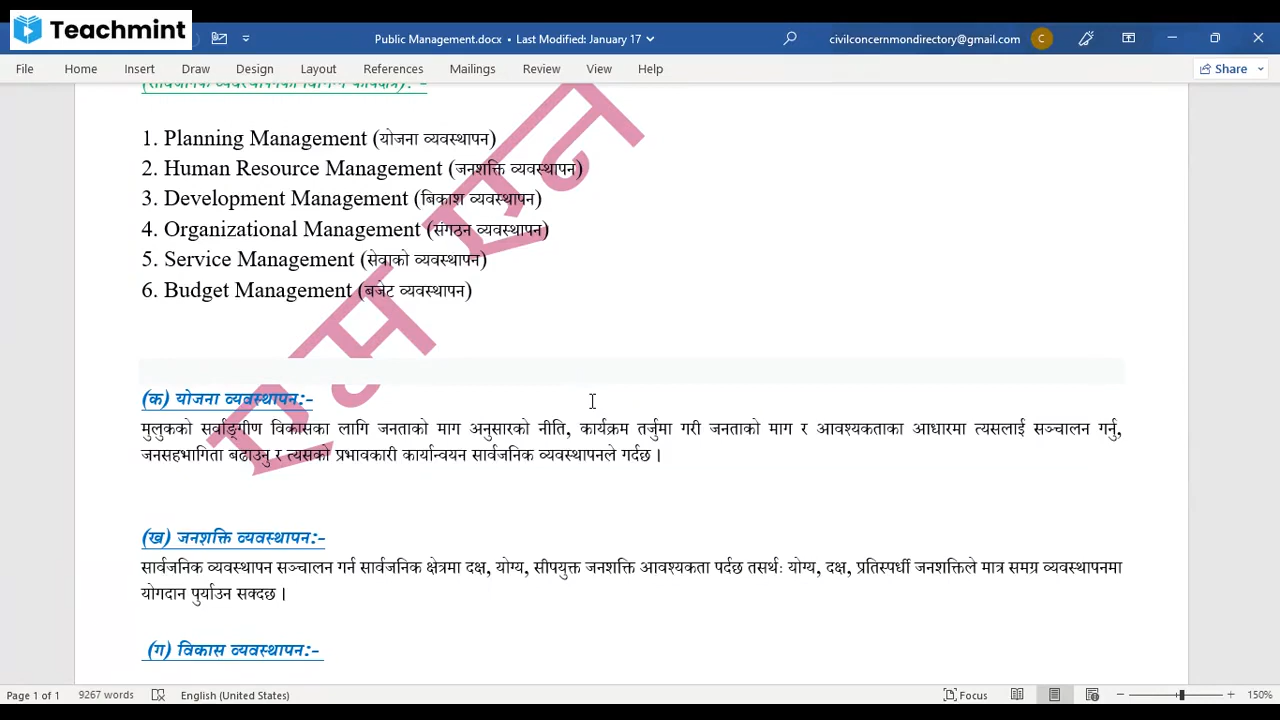 Teachmint
Public Management.docx • Last Modified: January 17
civilconcernmondirectory@gmail.com
C
File Home Insert Draw Design Layout References Mailings Review View Help
Share
(सार्वजनिक व्यवस्थापनका विभिन्न कार्यक्षेत्र): -
1. Planning Management (योजना व्यवस्थापन)
2. Human Resource Management (जनशक्ति व्यवस्थापन)
3. Development Management (बिकाश व्यवस्थापन)
4. Organizational Management (संगठन व्यवस्थापन)
5. Service Management (सेवाको व्यवस्थापन)
6. Budget Management (बजेट व्यवस्थापन)
एम एन
(क) योजना व्यवस्थापन:-
मुलुकको सर्वाङ्गीण विकासका लागि जनताको माग अनुसारको नीति, कार्यक्रम तर्जुमा गरी जनताको माग र आवश्यकताका आधारमा त्यसलाई सञ्चालन गर्नु,
जनसहभागिता बढाउनु र त्यसको प्रभावकारी कार्यान्वयन सार्वजनिक व्यवस्थापनले गर्दछ ।
(ख) जनशक्ति व्यवस्थापन:-
सार्वजनिक व्यवस्थापन सञ्चालन गर्न सार्वजनिक क्षेत्रमा दक्ष, योग्य, सीपयुक्त जनशक्ति आवश्यकता पर्दछ तसर्थः योग्य, दक्ष, प्रतिस्पर्धी जनशक्तिले मात्र समग्र व्यवस्थापनमा
योगदान पुर्याउन सक्दछ ।
(ग) विकास व्यवस्थापन:-
Page 1 of 1 9267 words English (United States) Focus 150%